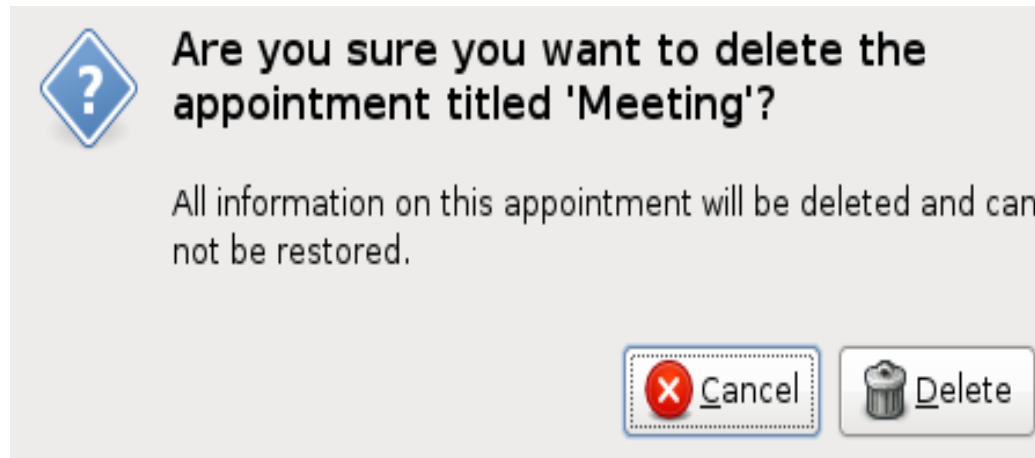 Are you sure you want to delete the
appointment titled 'Meeting'?
All information on this appointment will be deleted and can
not be restored.
Cancel
Delete